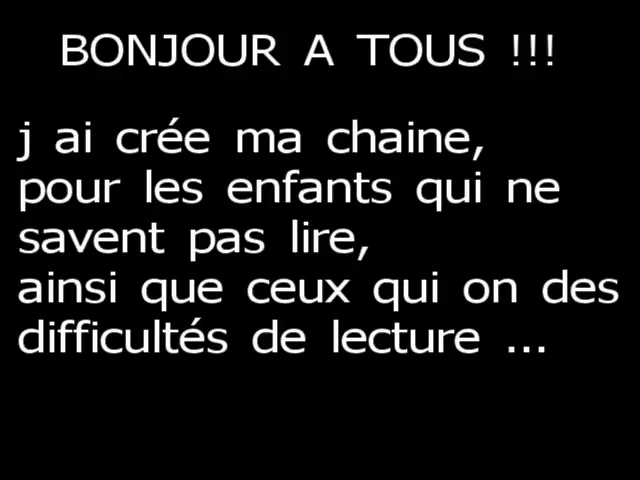 BONJOUR A TOUS !!!
j ai crée ma chaine,
pour les enfants qui ne
savent pas lire,
ainsi que ceux qui on des
difficultés de lecture ...